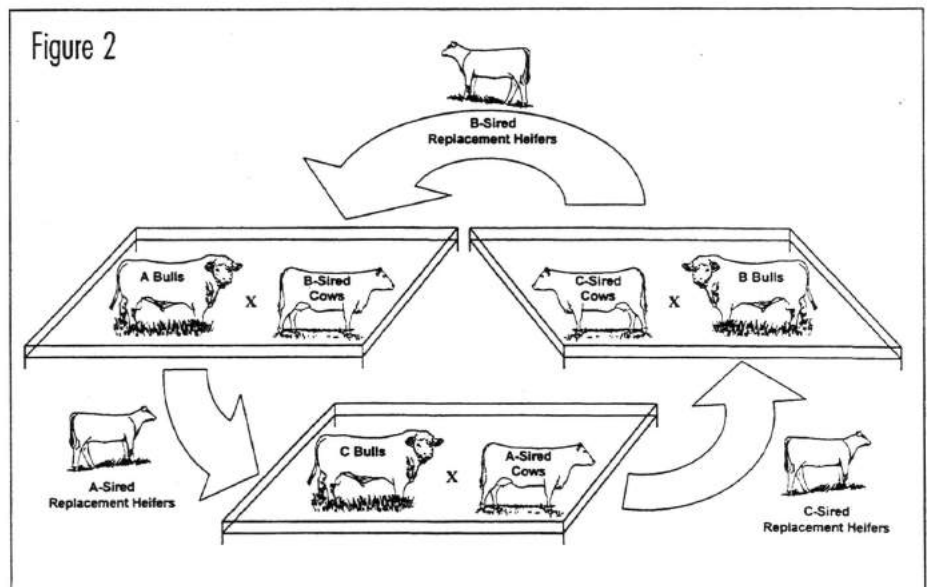 Figure 2
B-Sired
Replacement Heifers
A Bulls
X
B-Sired
Cows
C-Sired
Cows
X
B Bulls
A-Sired
Replacement Heifers
C Bulls
X
A-Sired
Cows
C-Sired
Replacement Heifers